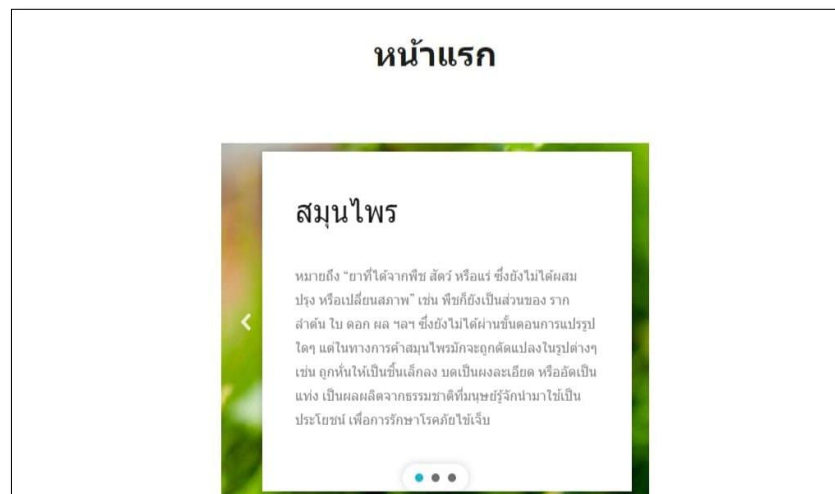 หน้าแรก
สมุนไพร
หมายถึง “ยาที่ได้จากพืช สัตว์ หรือแร่ ซึ่งยังไม่ได้ผสม
ปรุง หรือเปลี่ยนสภาพ” เช่น พืชก็ยังเป็นส่วนของ ราก
ลำต้น ใบ ดอก ผล ฯลฯ ซึ่งยังไม่ได้ผ่านขั้นตอนการแปรรูป
ใดๆ แต่ในทางการค้าสมุนไพรมักจะถูกดัดแปลงในรูปต่างๆ
เช่น ถูกหั่นให้เป็นชิ้นเล็กลง บดเป็นผงละเอียด หรืออัดเป็น
แท่ง เป็นผลผลิตจากธรรมชาติที่มนุษย์รู้จักนำมาใช้เป็น
ประโยชน์ เพื่อการรักษาโรคภัยไข้เจ็บ